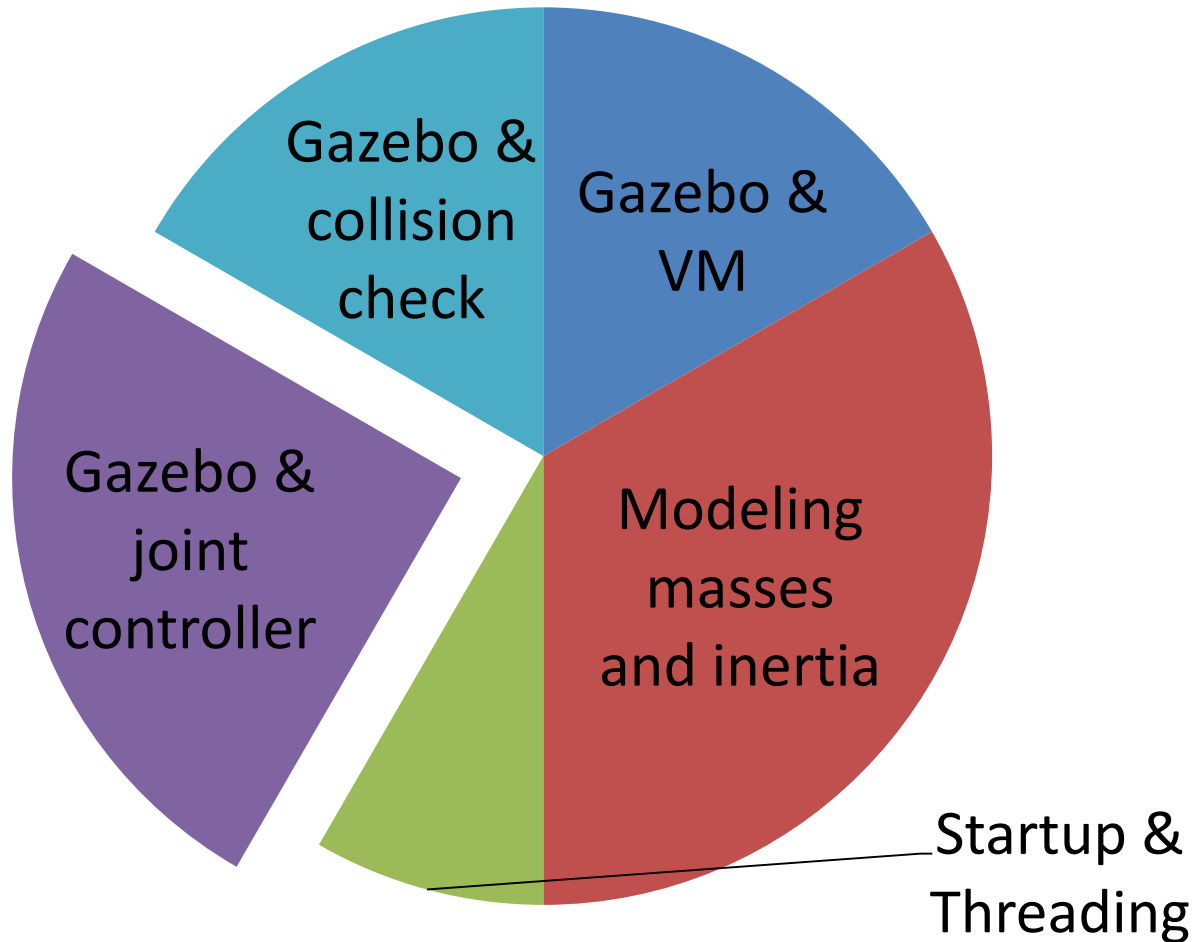 Gazebo &
collision
check
Gazebo &
VM
Gazebo &
joint
controller
Modeling
masses
and inertia
Startup &
Threading